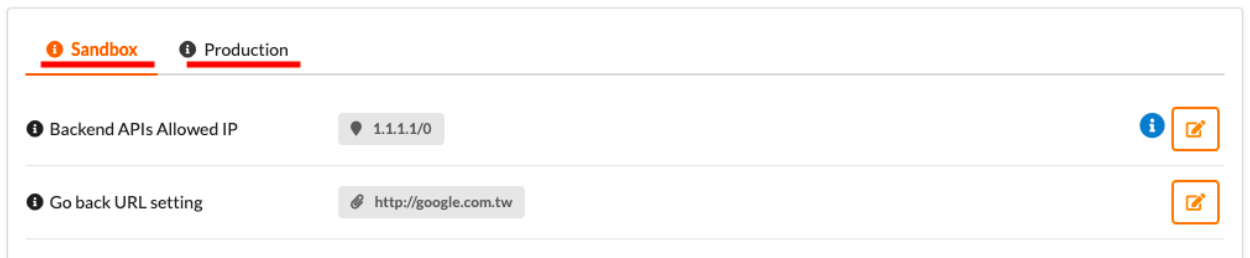 Sandbox Production
Backend APIs Allowed IP 1.1.1.1/0
Go back URL setting http://google.com.tw